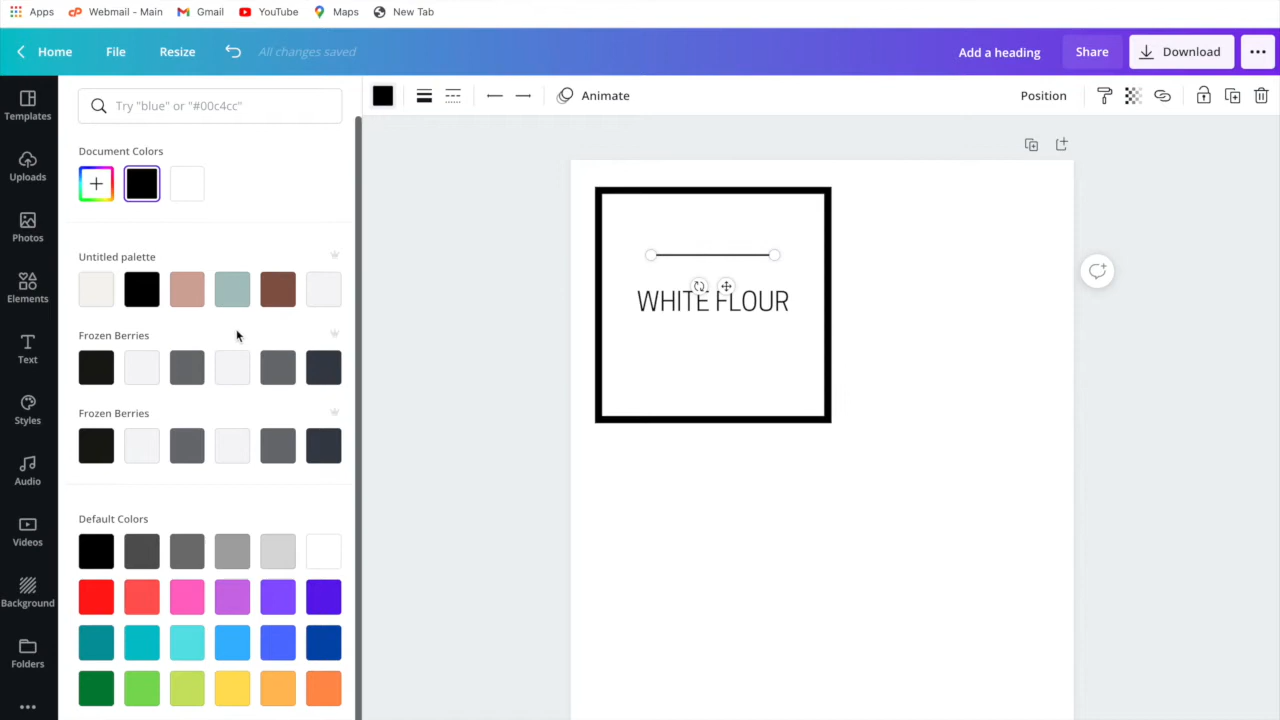 Apps Webmail - Main Gmail YouTube Maps New Tab
Home File Resize All changes saved Add a heading Share Download
Templates
Uploads
Photos
Elements
Text
Styles
Audio
Videos
Background
Folders
Try "blue" or "#00c4cc"
Document Colors
Untitled palette
Frozen Berries
Frozen Berries
Default Colors
Animate Position
WHITE FLOUR